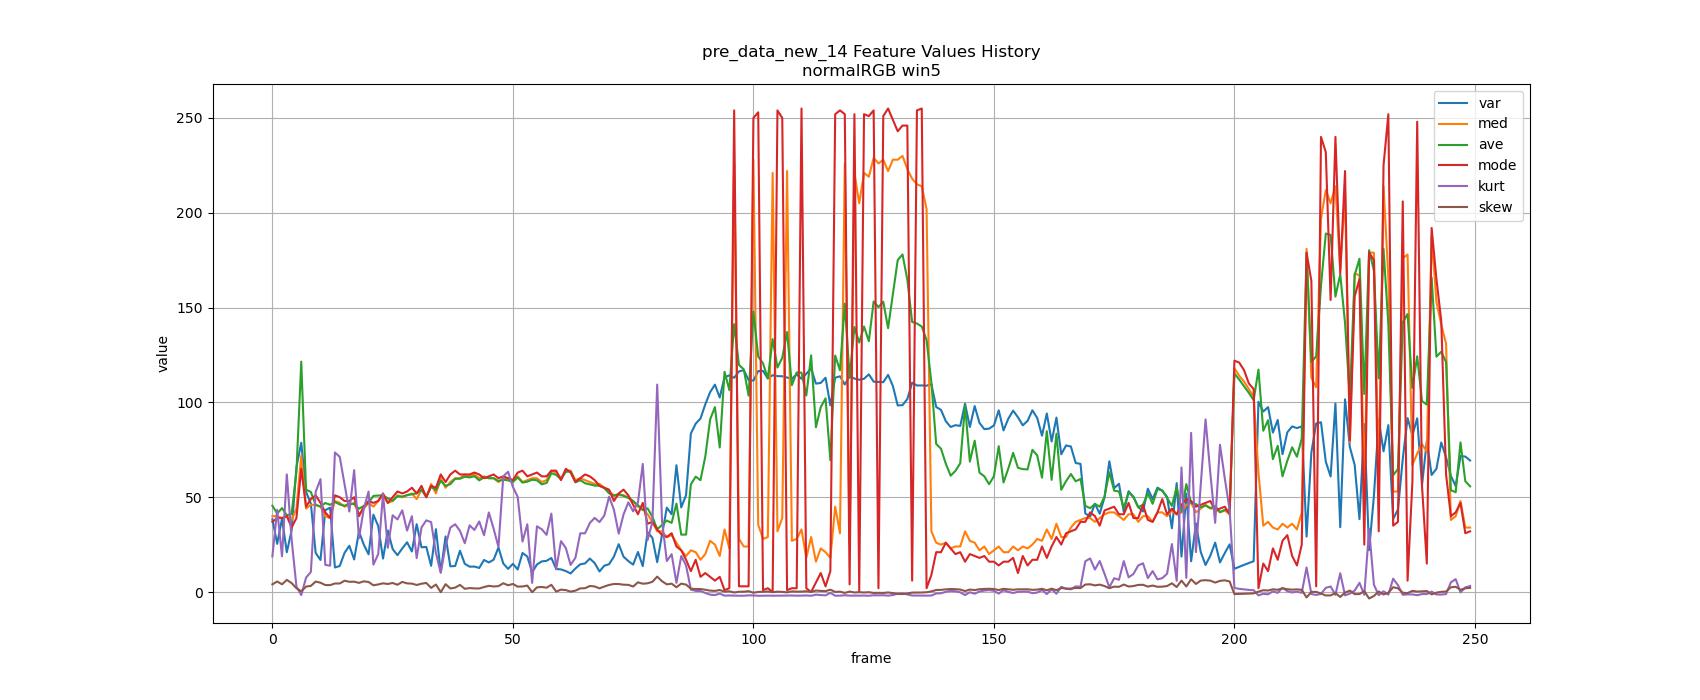 pre_data_new_14 Feature Values History
normalRGB win5
250
200
150
100
50
0
value
0
50
100
150
200
250
frame
var
med
ave
mode
kurt
skew